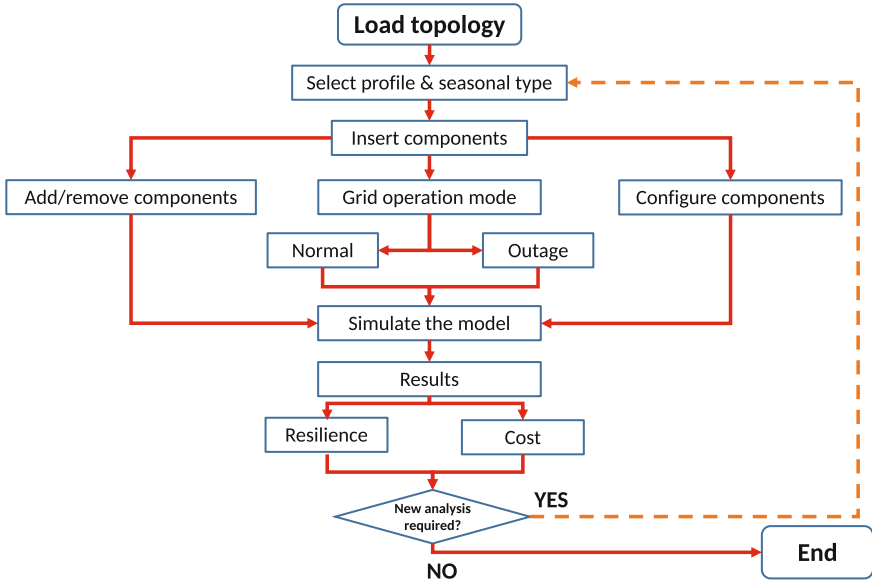 Load topology
Select profile & seasonal type
Insert components
Add/remove components
Grid operation mode
Configure components
Normal
Outage
Simulate the model
Results
Resilience
Cost
New analysis
required?
YES
NO
End